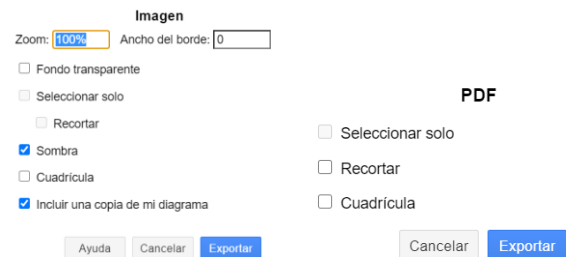 Imagen
Zoom: 100% Ancho del borde: 0
Fondo transparente
Seleccionar solo
Recortar
Sombra
Cuadrícula
Incluir una copia de mi diagrama
Ayuda Cancelar Exportar
PDF
Seleccionar solo
Recortar
Cuadrícula
Cancelar Exportar